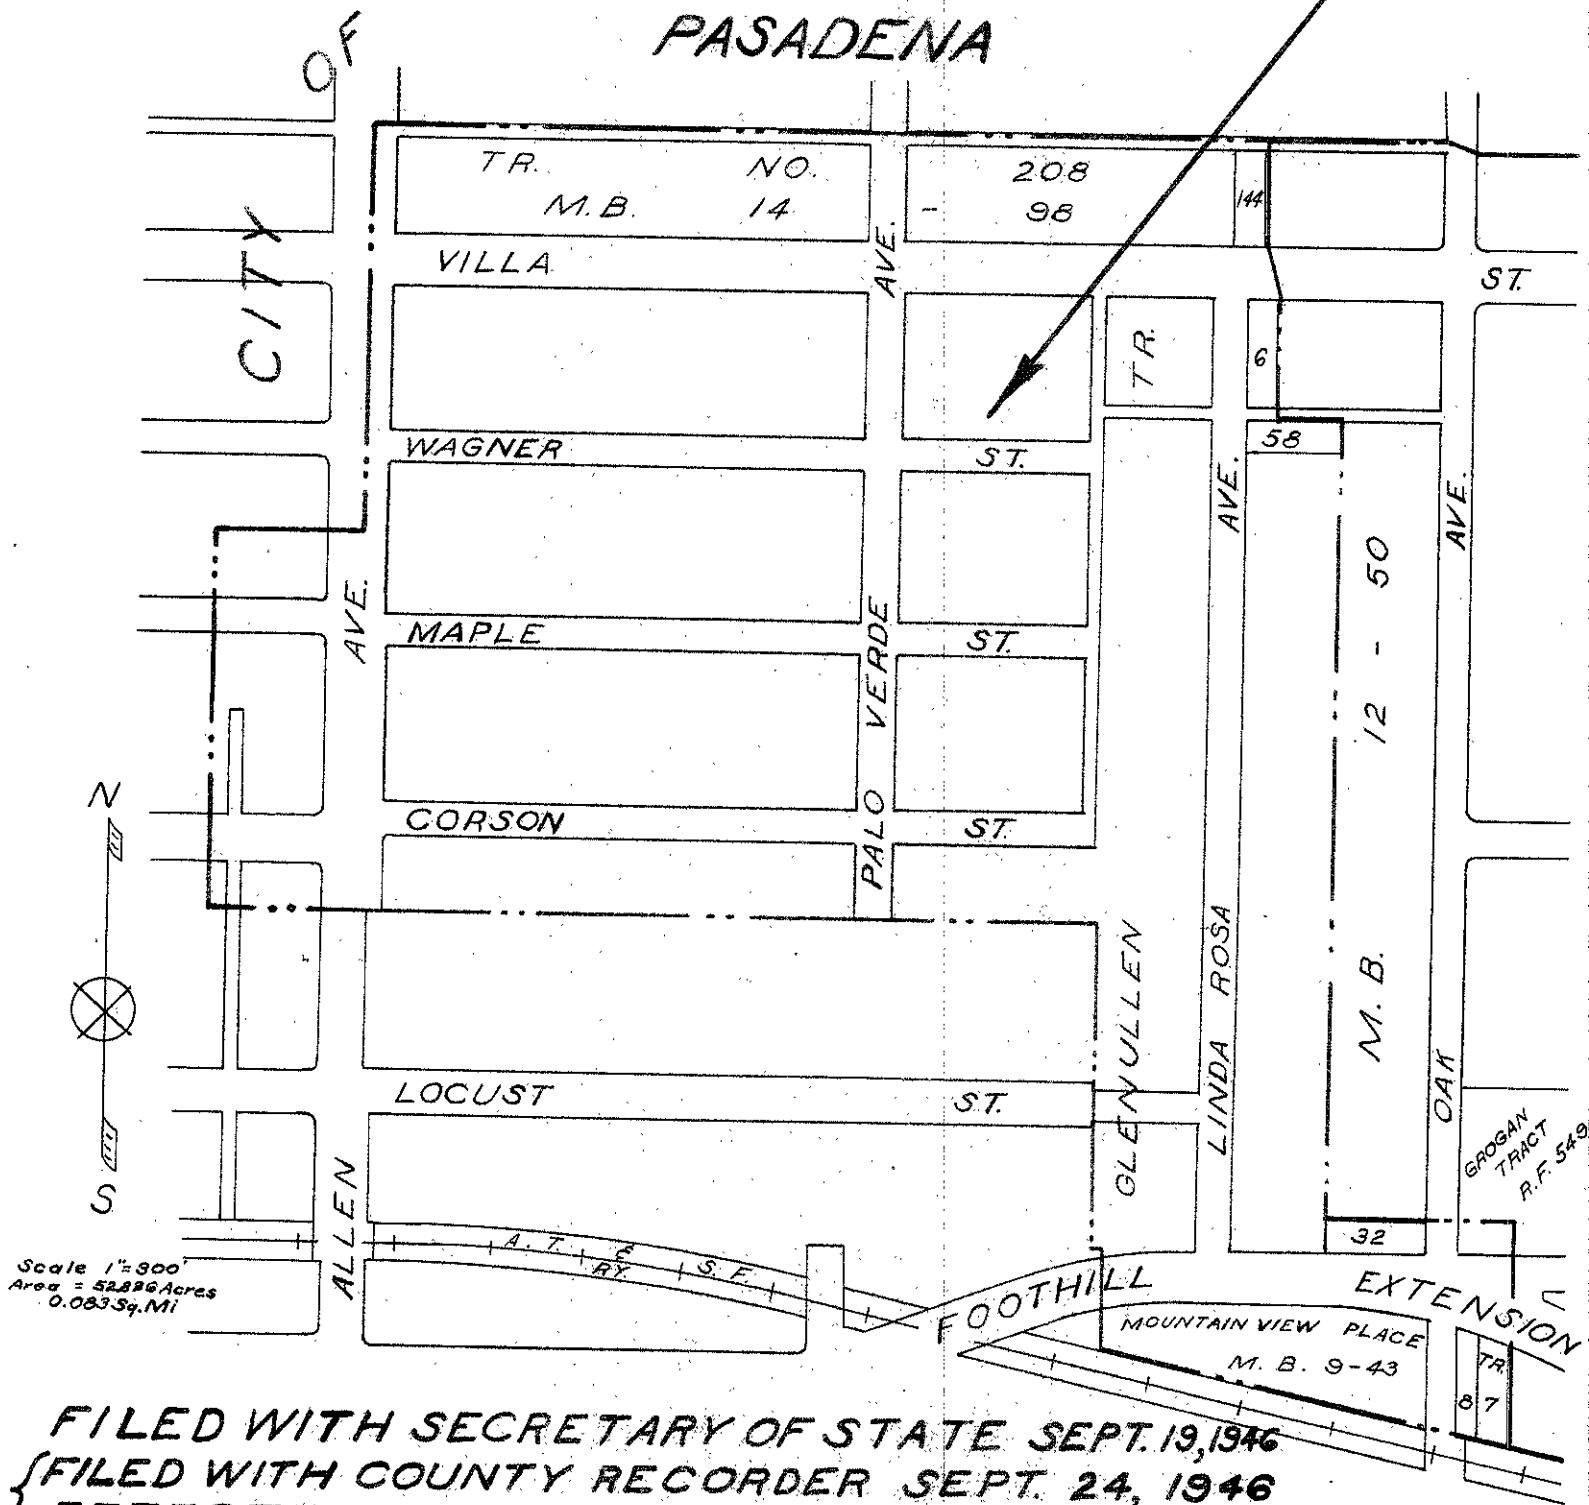 PASADENA
CITY OF
TR. NO. 208
M.B. 14 - 98
144
VILLA ST.
AVE.
TR.
6
WAGNER ST.
58
AVE.
AVE.
12 - 50
M.B.
AVE.
MAPLE ST.
PALO VERDE
N
CORSON ST.
GLENULLEN
LINDA ROSA
OAK
LOCUST ST.
S
ALLEN
GROGAN
TRACT
R.F. 549
32
A. T. & S. F.
RY.
Scale 1"=300'
Acres
0.083 Sq. Mi
FOOTHILL EXTENSION
MOUNTAIN VIEW PLACE
M. B. 9-43
TR.
8 7
FILED WITH SECRETARY OF STATE SEPT. 19, 1946
{FILED WITH COUNTY RECORDER SEPT. 24, 1946